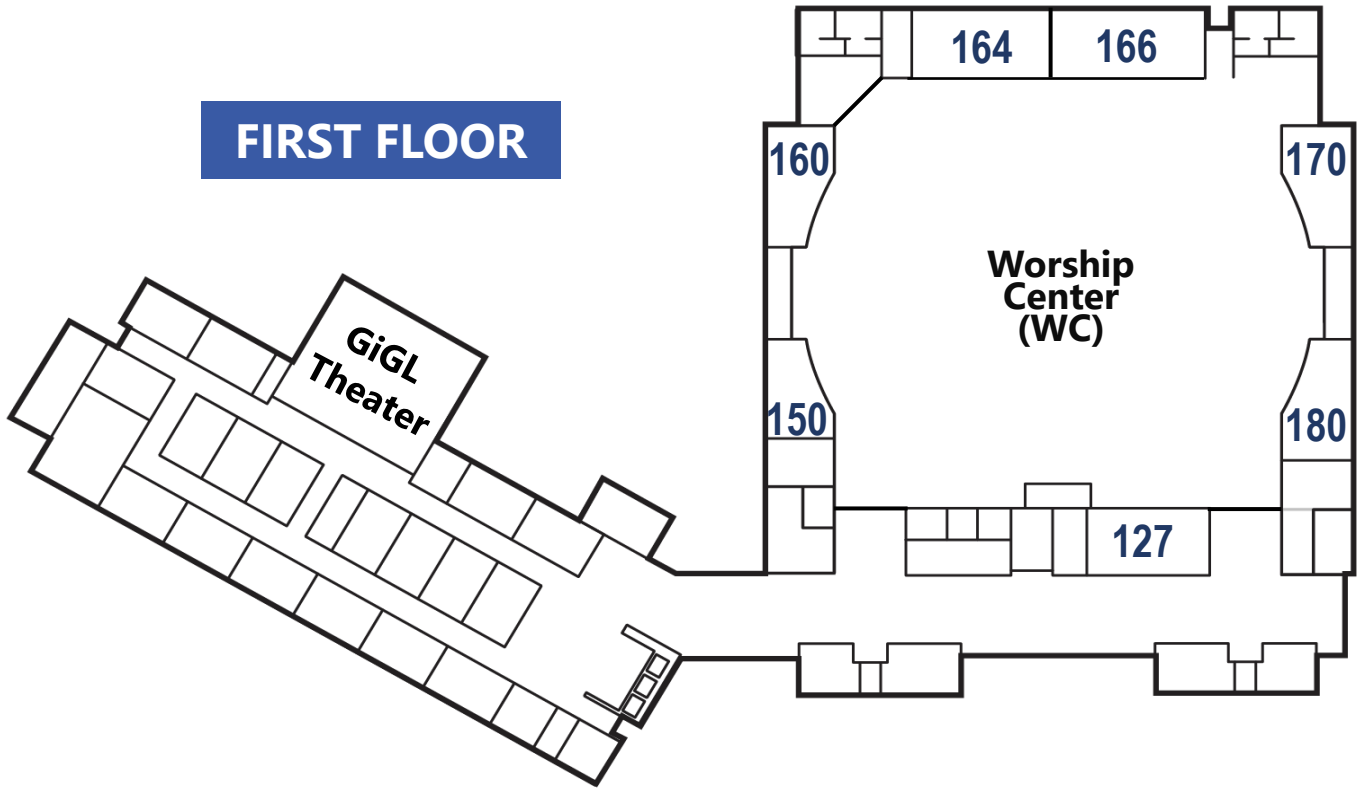 164
166
FIRST FLOOR
160
170
Worship
Center
(WC)
GiGL
Theater
150
180
127